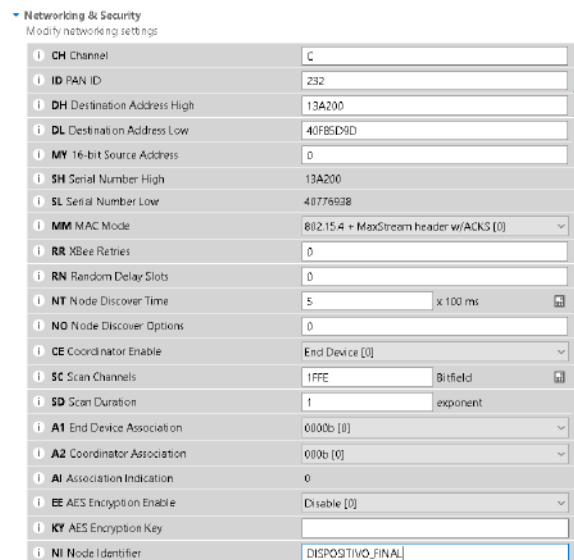 Networking & Security
Modify networking settings
i CH Channel C
i ID PAN ID 232
i DH Destination Address High 13A200
i DL Destination Address Low 40FB5D9D
i MY 16-bit Source Address 0
i SH Serial Number High 13A200
i SL Serial Number Low 40776938
i MM MAC Mode 802.15.4 + MaxStream header w/ACKS [0]
i RR XBee Retries 0
i RN Random Delay Slots 0
i NT Node Discover Time 5 x 100 ms
i NO Node Discover Options 0
i CE Coordinator Enable End Device [0]
i SC Scan Channels 1FFE Bitfield
i SD Scan Duration 1 exponent
i A1 End Device Association 0000b [0]
i A2 Coordinator Association 000b [0]
i AI Association Indication 0
i EE AES Encryption Enable Disable [0]
i KY AES Encryption Key
i NI Node Identifier DISPOSITIVO_FINAL